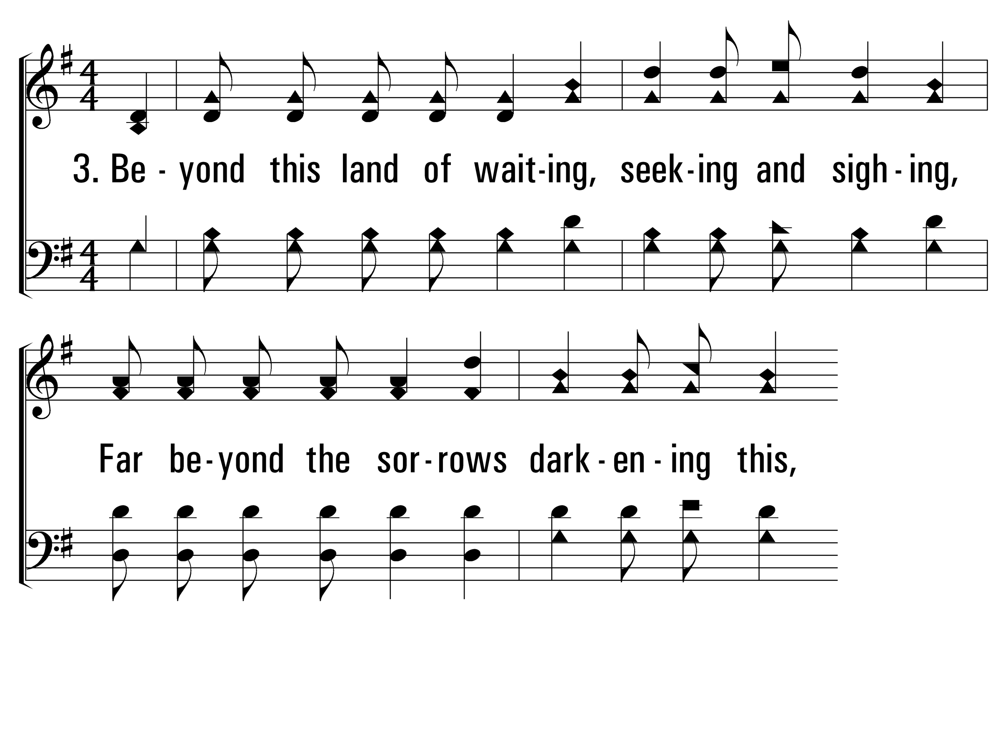 3. Be - yond this land of wait-ing, seek-ing and sigh - ing,
Far be-yond the sor-rows dark - en - ing this,